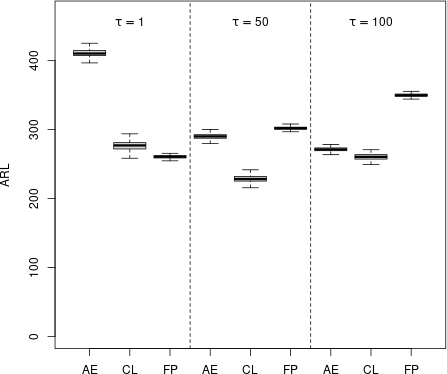 τ = 1 τ = 50 τ = 100
ARL
400
300
200
100
0
AE CL FP AE CL FP AE CL FP